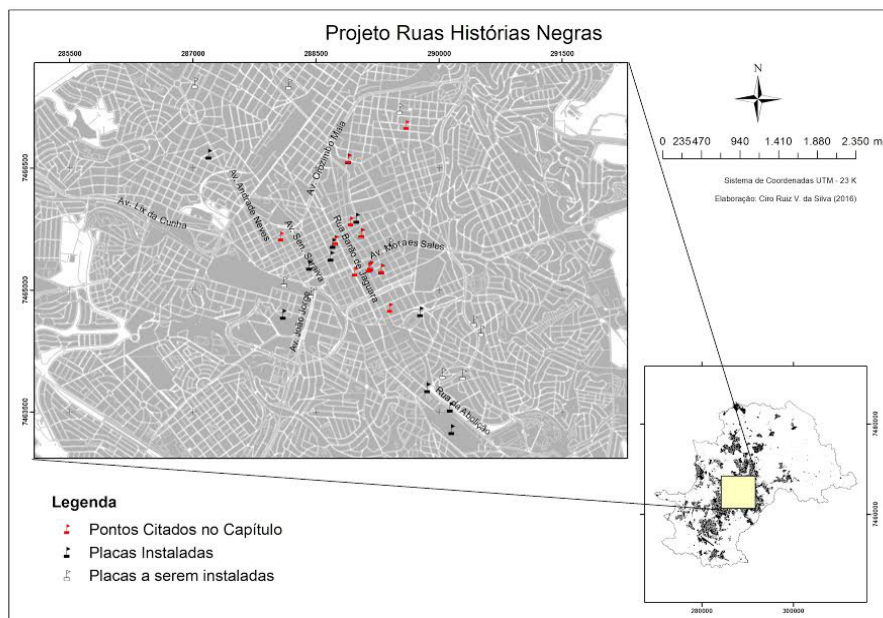 Projeto Ruas Histórias Negras
285500 287000 288500 290000 291500
7466500
7465000
7463500
Av. Orozimbo Maia
Av. Andrade Neves
Av. Lix da Cunha
Av. Sen. Saraiva
Rua Barão de Jaguara
Av. Moraes Sales
Av. João Jorge
Rua da Abolição
N
0 235470 940 1.410 1.880 2.350 m
Sistema de Coordenadas UTM - 23 K
Elaboração: Ciro Ruiz V. da Silva (2016)
7480000
7460000
280000 300000
Legenda
Pontos Citados no Capítulo
Placas Instaladas
Placas a serem instaladas